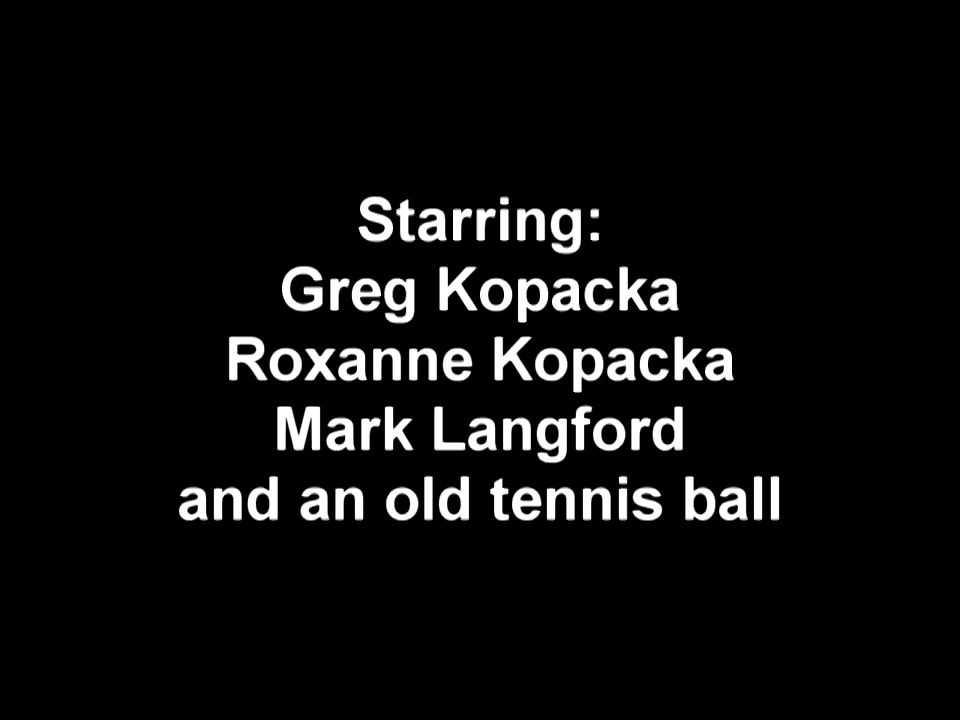 Starring:
Greg Kopacka
Roxanne Kopacka
Mark Langford
and an old tennis ball